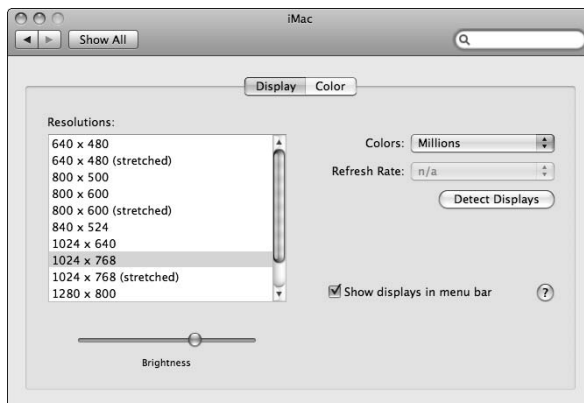 iMac
Show All
Display Color
Resolutions:
640 x 480
640 x 480 (stretched)
800 x 500
800 x 600
800 x 600 (stretched)
840 x 524
1024 x 640
1024 x 768
1024 x 768 (stretched)
1280 x 800
Colors: Millions
Refresh Rate: n/a
Detect Displays
Show displays in menu bar ?
Brightness